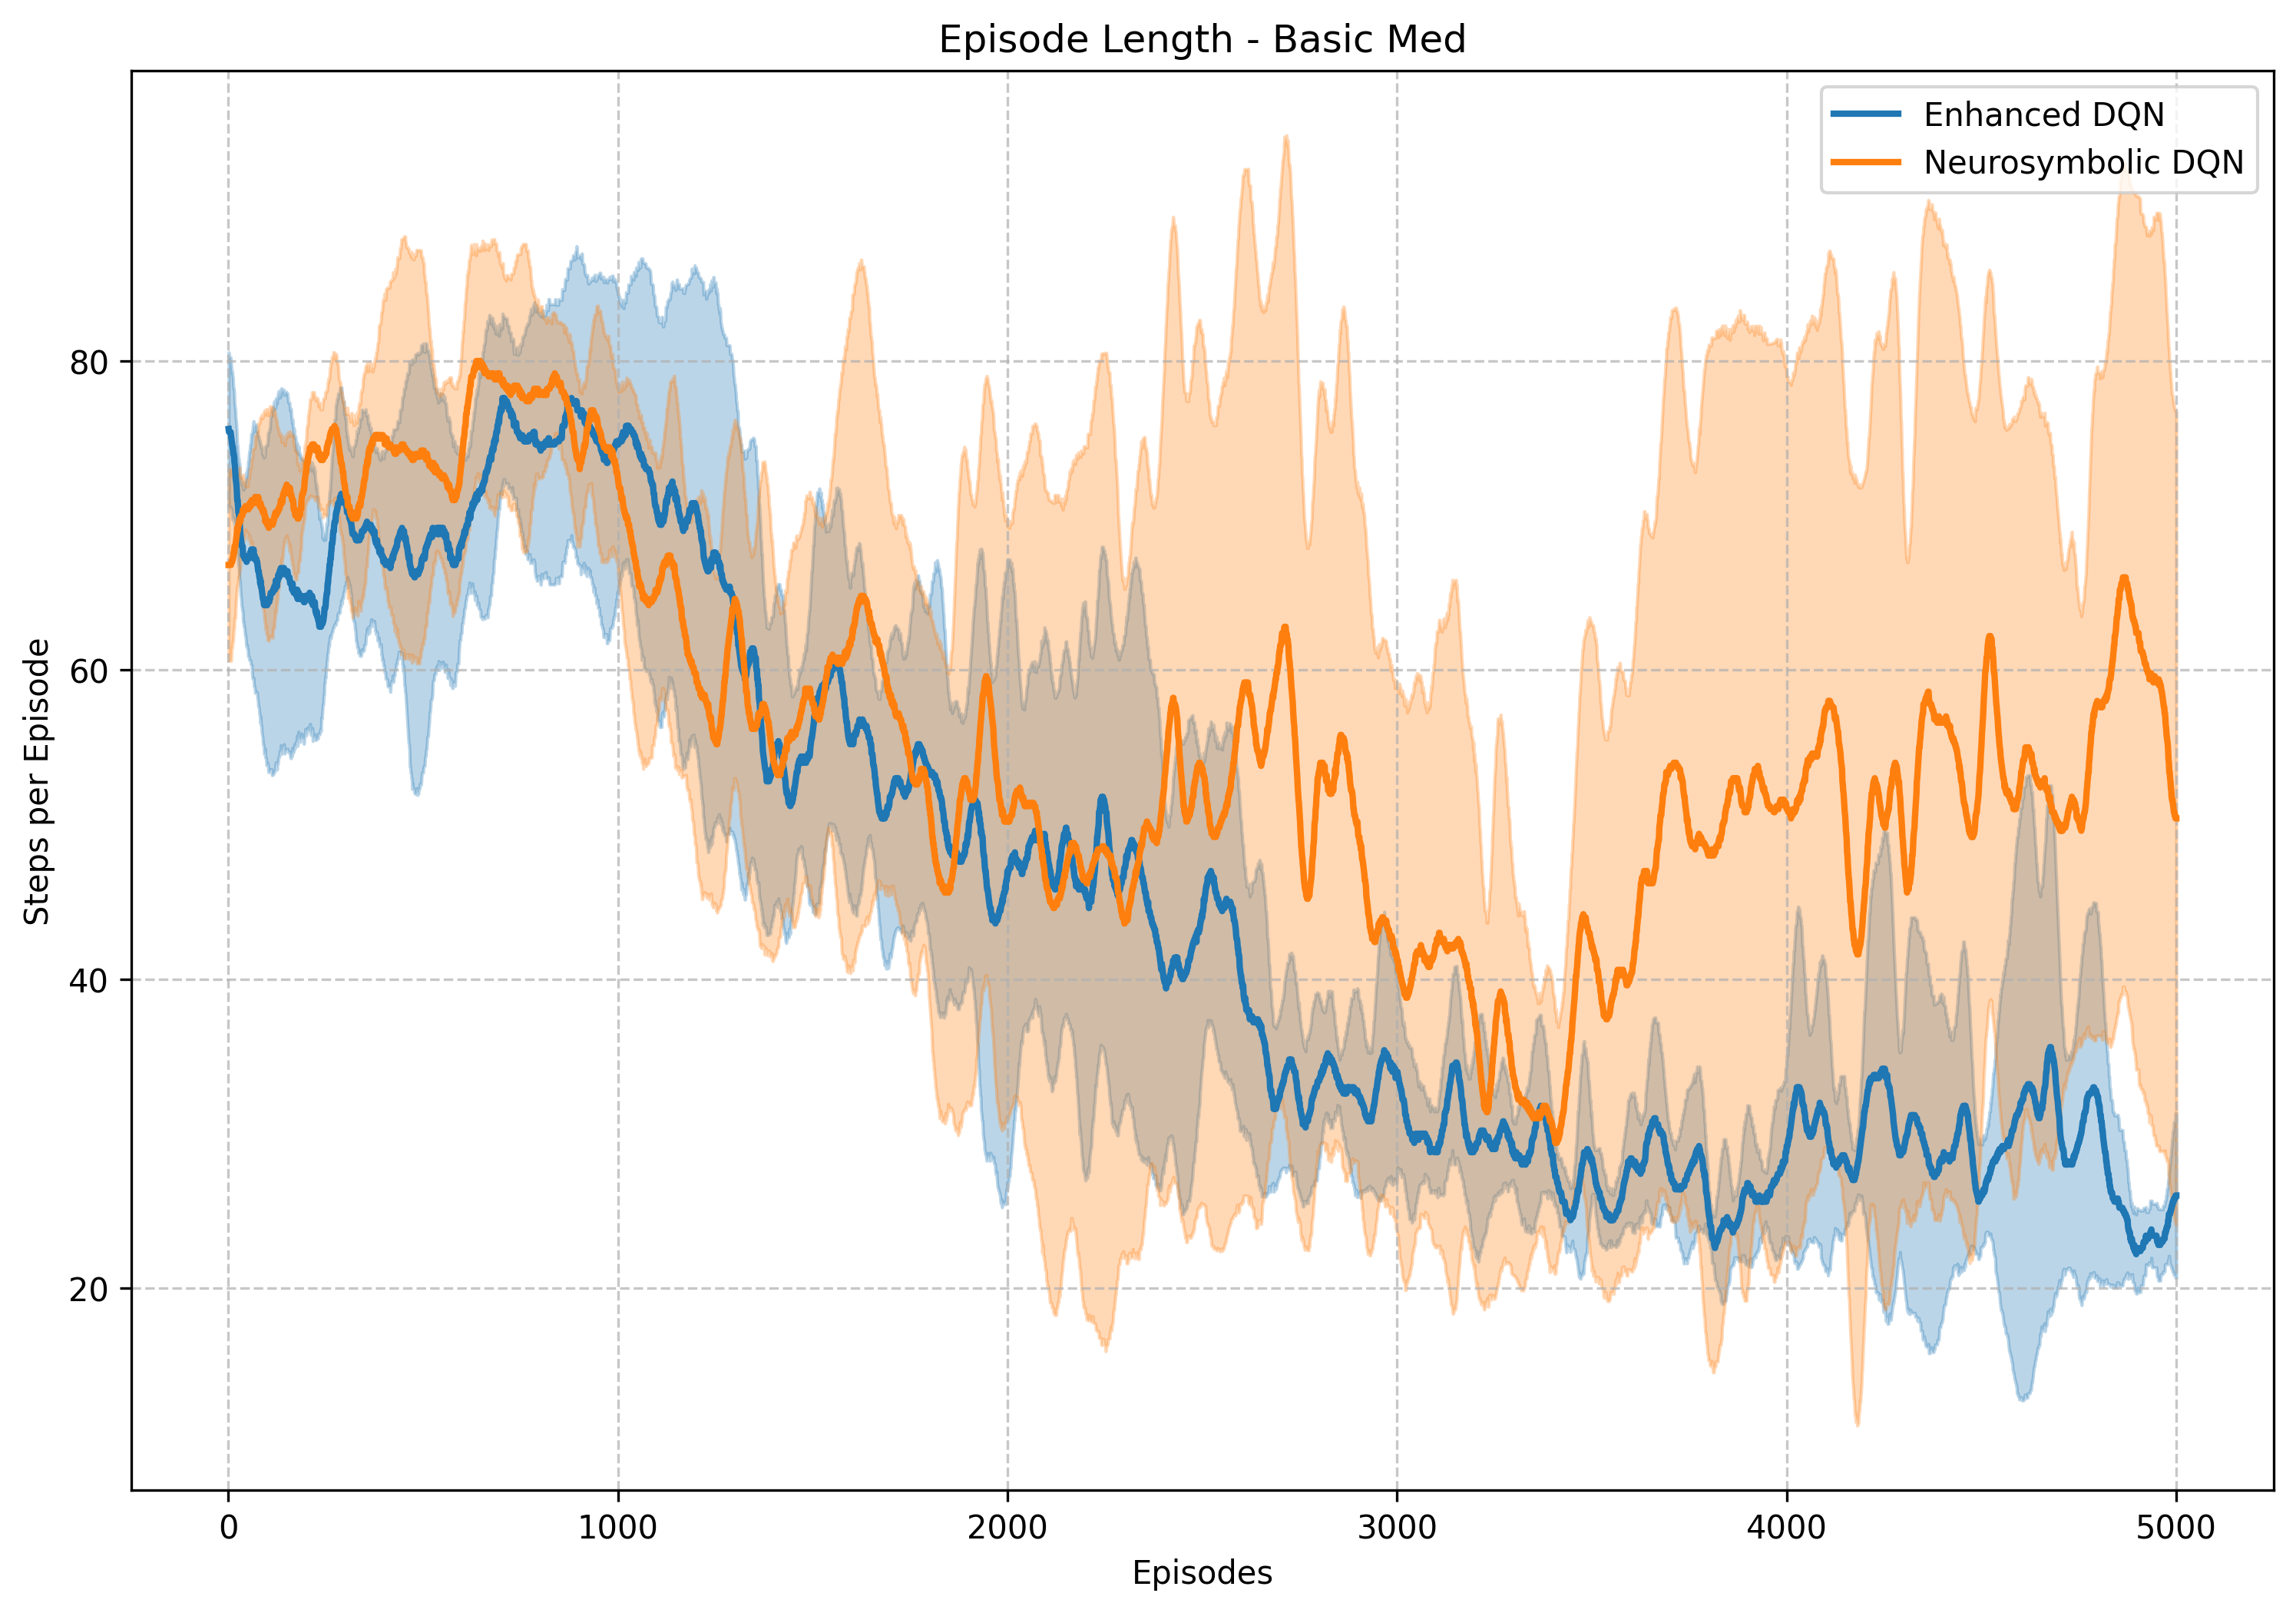 Episode Length - Basic Med
Enhanced DQN
Neurosymbolic DQN
Steps per Episode
80
60
40
20
0
1000
2000
3000
4000
5000
Episodes